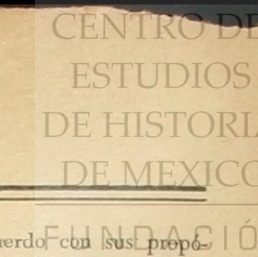 CENTRO DE
ESTUDIOS
DE HISTORIA
DE MEXICO
FUNDACIÓ
uerdo con sus propó-